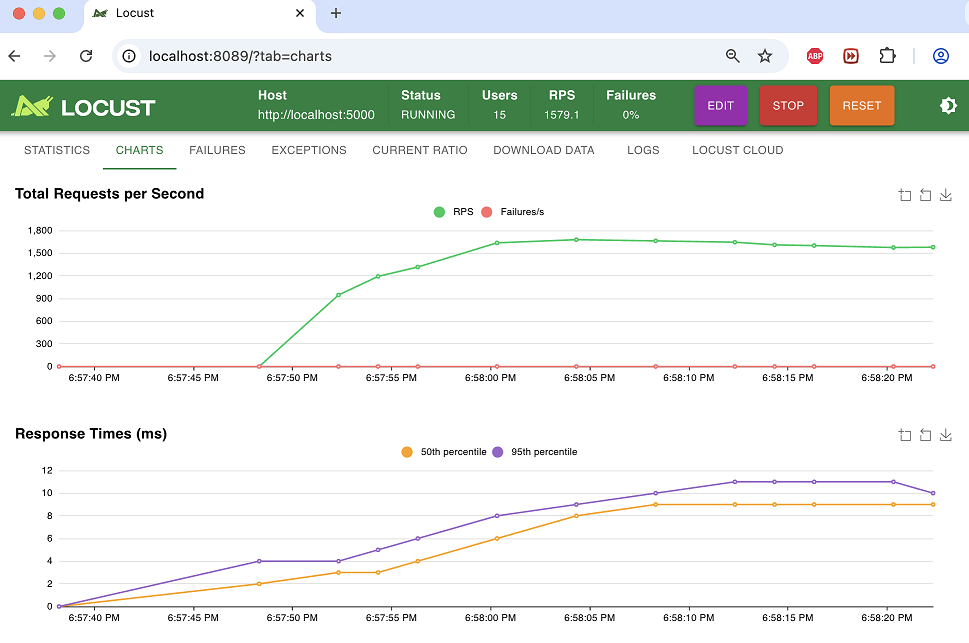 Locust
localhost:8089/?tab=charts
ABP
LOCUST
Host Status Users RPS Failures
http://localhost:5000 RUNNING 15 1579.1 0%
EDIT STOP RESET
STATISTICS CHARTS FAILURES EXCEPTIONS CURRENT RATIO DOWNLOAD DATA LOGS LOCUST CLOUD
Total Requests per Second
RPS Failures/s
1,800
1,500
1,200
900
600
300
0
6:57:40 PM 6:57:45 PM 6:57:50 PM 6:57:55 PM 6:58:00 PM 6:58:05 PM 6:58:10 PM 6:58:15 PM 6:58:20 PM
Response Times (ms)
50th percentile 95th percentile
12
10
8
6
4
2
0
6:57:40 PM 6:57:45 PM 6:57:50 PM 6:57:55 PM 6:58:00 PM 6:58:05 PM 6:58:10 PM 6:58:15 PM 6:58:20 PM